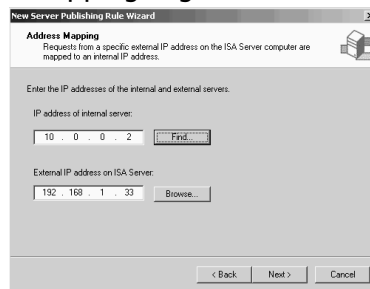 New Server Publishing Rule Wizard
Address Mapping
Requests from a specific external IP address on the ISA Server computer are
mapped to an internal IP address.
Enter the IP addresses of the internal and external servers.
IP address of internal server:
10 . 0 . 0 . 2 Find...
External IP address on ISA Server:
192 . 168 . 1 . 33 Browse...
< Back Next > Cancel